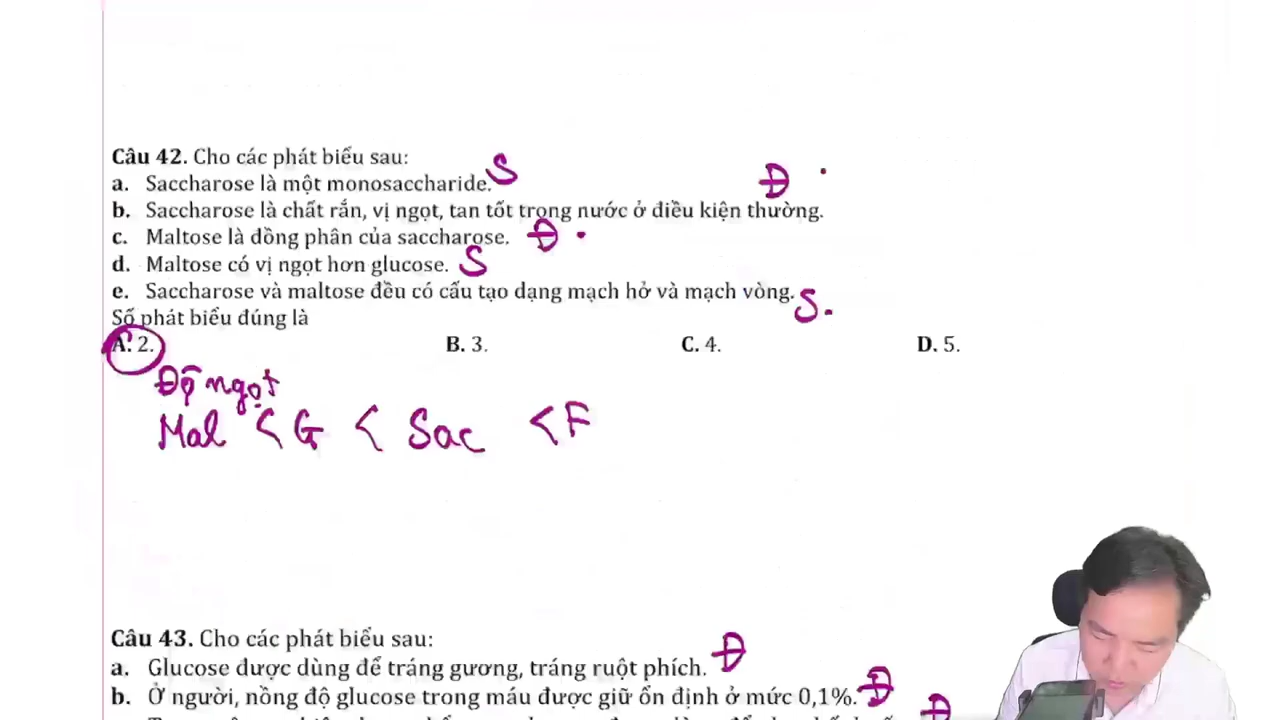 Câu 42. Cho các phát biểu sau:
a. Saccharose là một monosaccharide. S
b. Saccharose là chất rắn, vị ngọt, tan tốt trong nước ở điều kiện thường. Đ
c. Maltose là đồng phân của saccharose. Đ
d. Maltose có vị ngọt hơn glucose. S
e. Saccharose và maltose đều có cấu tạo dạng mạch hở và mạch vòng. S
Số phát biểu đúng là
A. 2. B. 3. C. 4. D. 5.
Độ ngọt
Mal < G < Sac < F
Câu 43. Cho các phát biểu sau:
a. Glucose được dùng để tráng gương, tráng ruột phích. Đ
b. Ở người, nồng độ glucose trong máu được giữ ổn định ở mức 0,1%. Đ
Đ